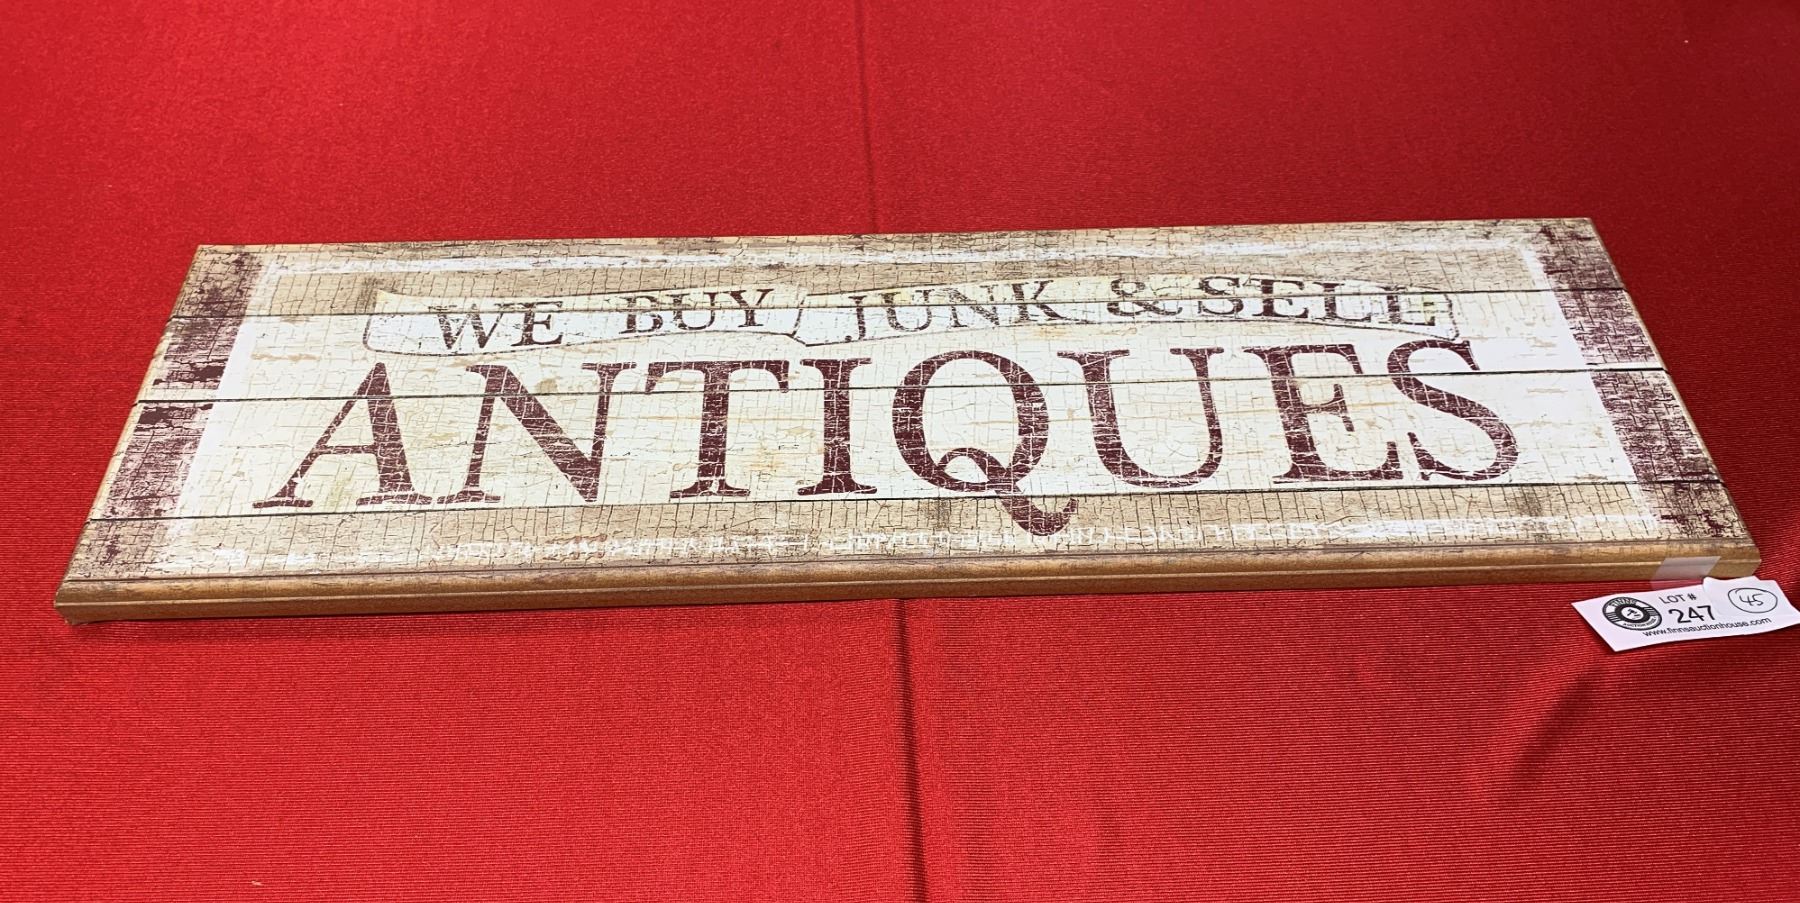 WE BUY JUNK & SELL
ANTIQUES
LOT #
247
45
www.finnsauctionhouse.com